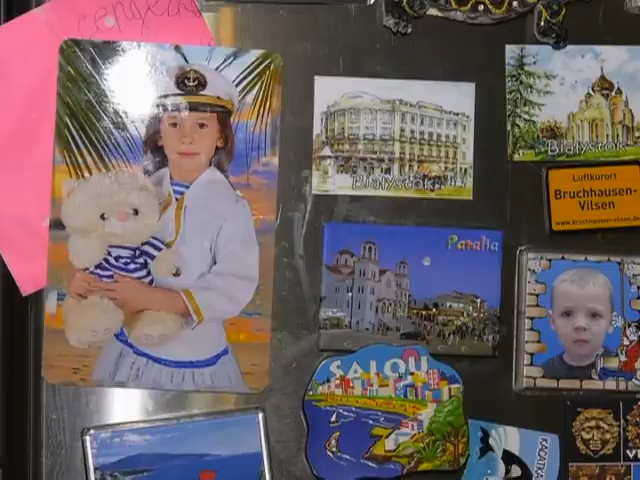 Białystok
Białystok
Luftkurort
Bruchhausen-
Vilsen
www.bruchhausen-vilsen.de
Paralia
SALOU